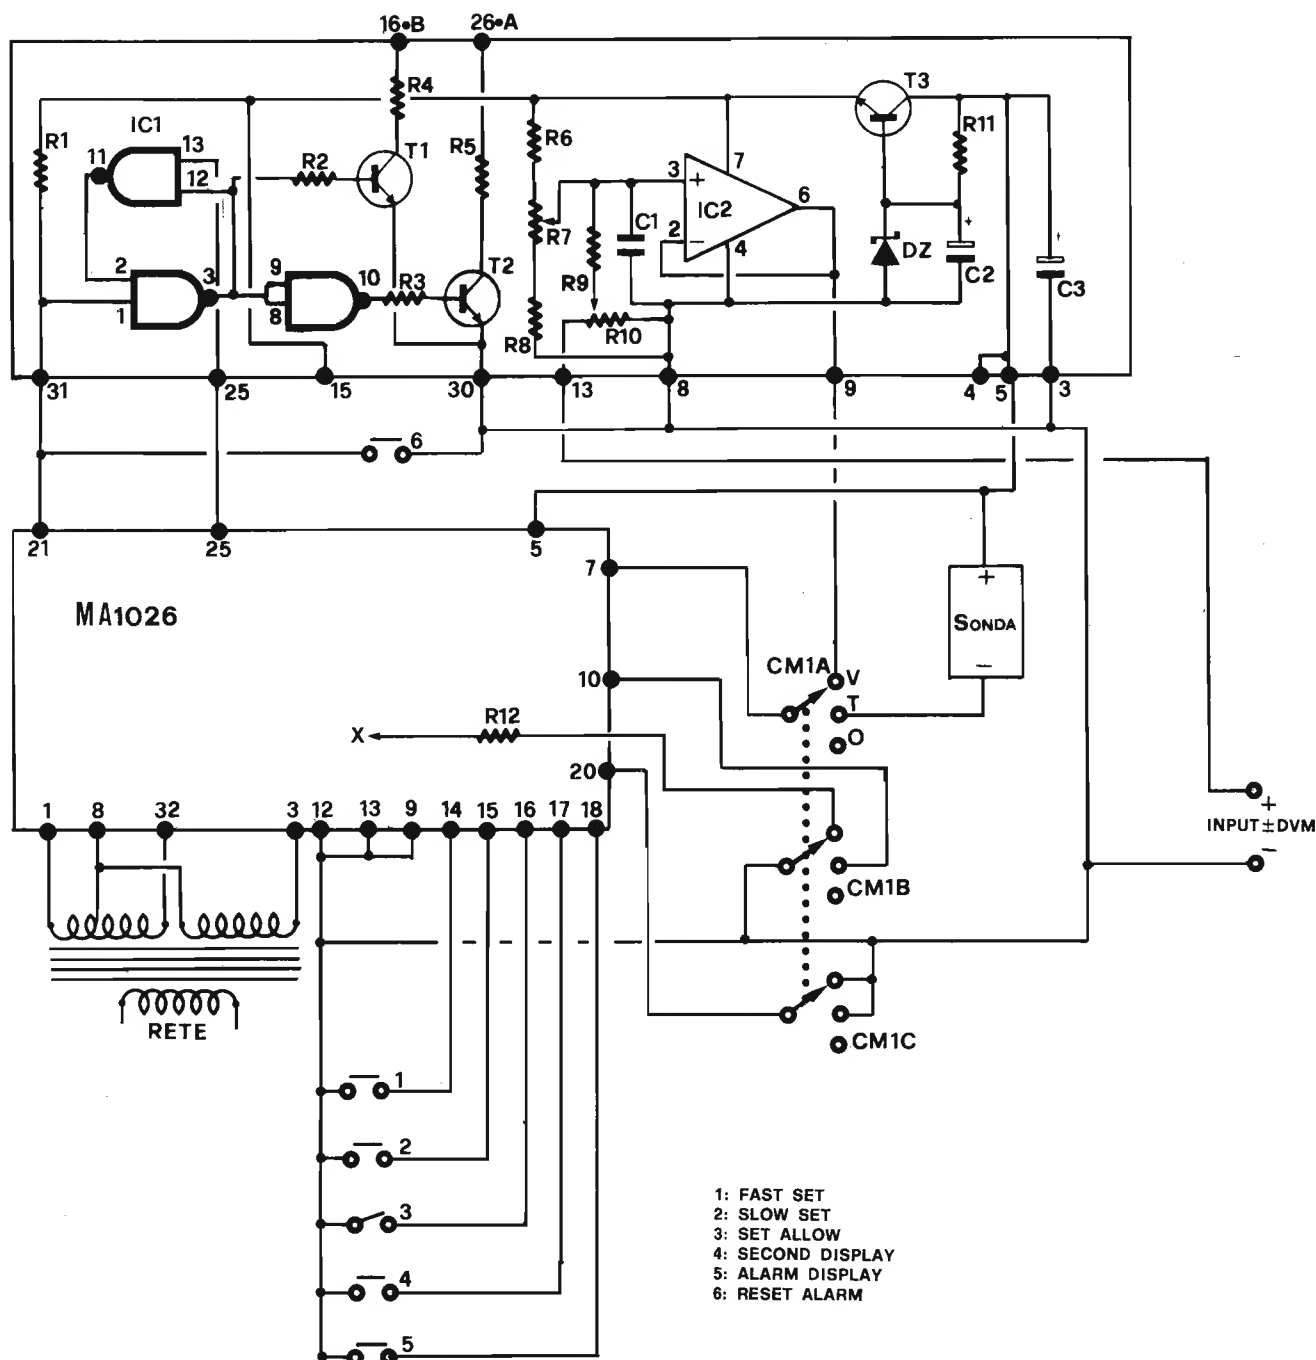 16•B 26•A
R4
T3
IC1
R1
13
11
R2
T1
R5
R6
R11
12
3
7
6
IC2
C1
R7
2
4
2
3
9
10
R3
T2
R9
DZ
C2
C3
1
8
R8
R10
31
25
15
30
13
8
9
4
5
3
6
21
25
5
7
MA1026
SONDA
CM1A
V
10
T
R12
X
O
20
1 8 32 3 12 13 9 14 15 16 17 18
+
INPUT ± DVM
–
CM1B
RETE
CM1C
1
2
3
4
5
1: FAST SET
2: SLOW SET
3: SET ALLOW
4: SECOND DISPLAY
5: ALARM DISPLAY
6: RESET ALARM